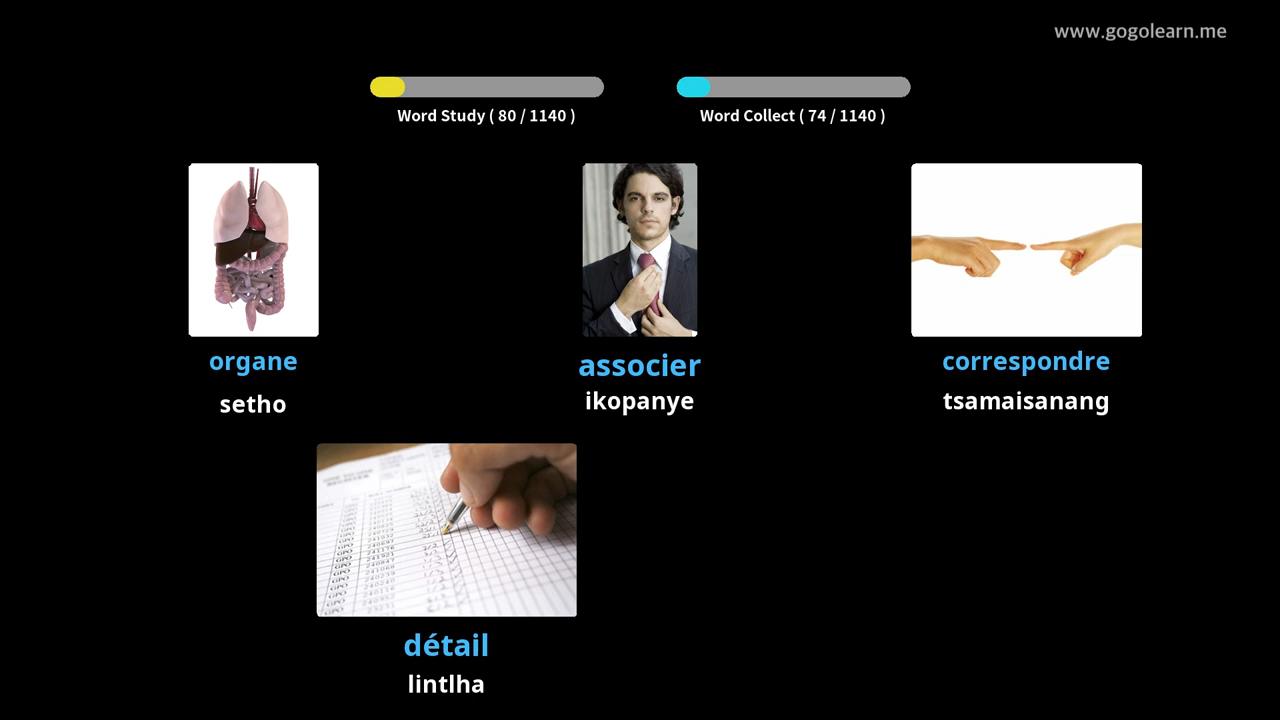 www.gogolearn.me
Word Study ( 80 / 1140 )
Word Collect ( 74 / 1140 )
organe
associer
correspondre
setho
ikopanye
tsamaisanang
détail
lintlha